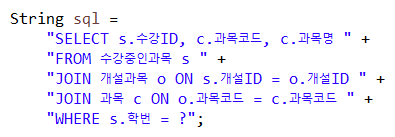 String sql =
"SELECT s.수강ID, c.과목코드, c.과목명 " +
"FROM 수강중인과목 s " +
"JOIN 개설과목 o ON s.개설ID = o.개설ID " +
"JOIN 과목 c ON o.과목코드 = c.과목코드 " +
"WHERE s.학번 = ?";